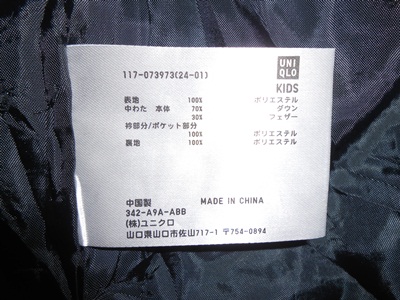 117-073973(24-01)
UNI
QLO
KIDS
表地 100% ポリエステル
中わた 本体 70% ダウン
30% フェザー
衿部分/ポケット部分
100% ポリエステル
裏地 100% ポリエステル
中国製 MADE IN CHINA
342-A9A-ABB
(株)ユニクロ
山口県山口市佐山717-1 〒754-0894